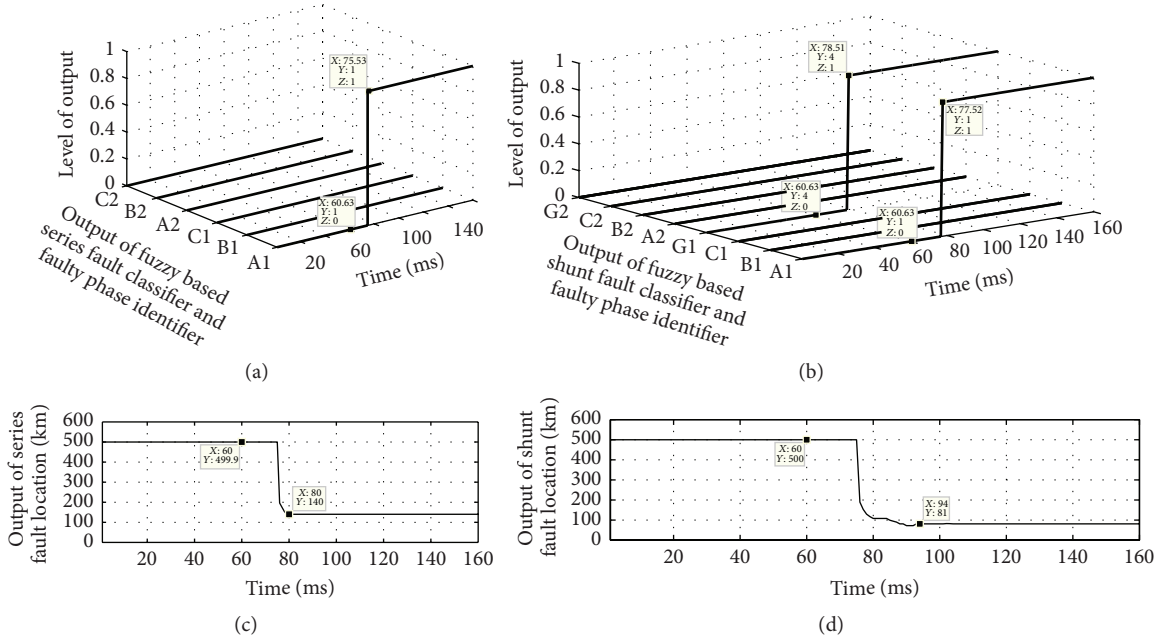 1
0.8
0.6
0.4
0.2
0
Level of output
C2
B2
A2
C1
B1
A1
20
60
100
140
Time (ms)
Output of fuzzy based
series fault classifier and
faulty phase identifier
X: 75.53
Y: 1
Z: 1
X: 60.63
Y: 1
Z: 0
(a)
1
0.8
0.6
0.4
0.2
0
Level of output
G2
C2
B2
A2
G1
C1
B1
A1
20
40
60
80
100
120
140
160
Time (ms)
Output of fuzzy based
shunt fault classifier and
faulty phase identifier
X: 78.51
Y: 4
Z: 1
X: 77.52
Y: 1
Z: 1
X: 60.63
Y: 4
Z: 0
X: 60.63
Y: 1
Z: 0
(b)
600
500
400
300
200
100
0
Output of series
fault location (km)
X: 60
Y: 499.9
X: 80
Y: 140
20 40 60 80 100 120 140 160
Time (ms)
(c)
600
500
400
300
200
100
0
Output of shunt
fault location (km)
X: 60
Y: 500
X: 94
Y: 81
20 40 60 80 100 120 140 160
Time (ms)
(d)